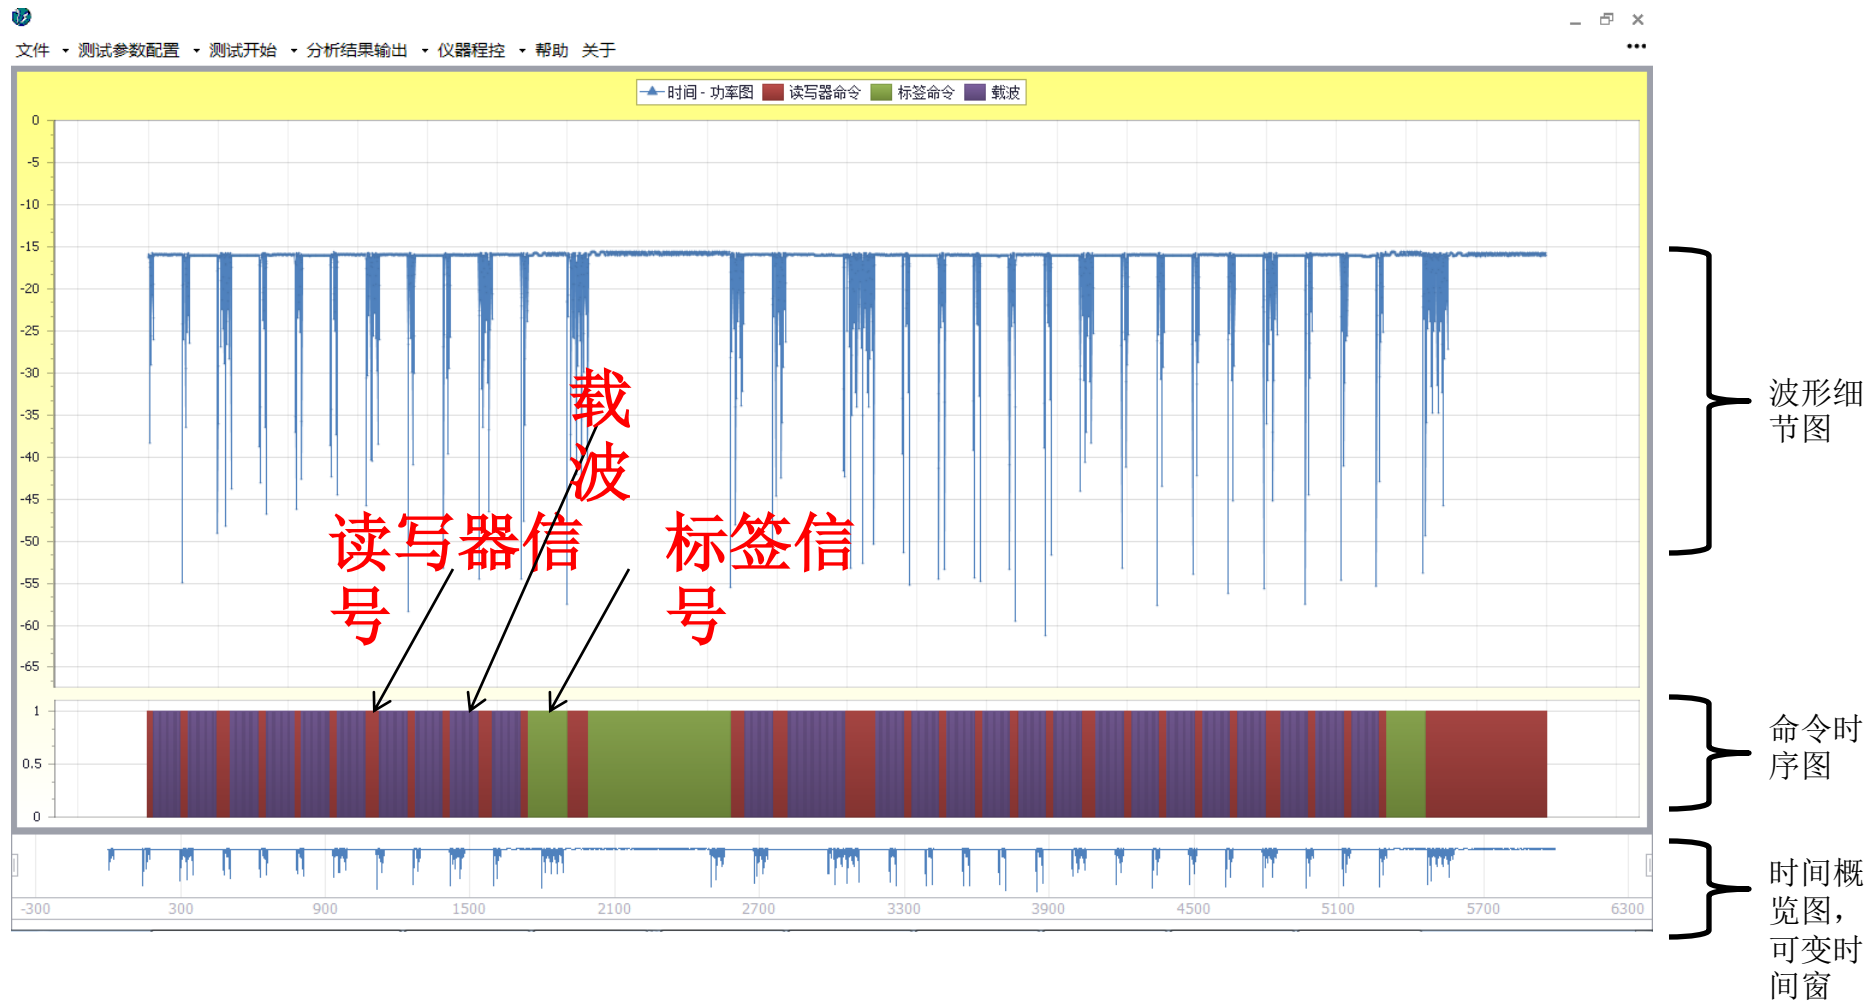 文件 测试参数配置 测试开始 分析结果输出 仪器程控 帮助 关于
时间 - 功率图 读写器命令 标签命令 载波
0
-5
-10
-15
-20
-25
-30
-35
-40
-45
-50
-55
-60
-65
载
波
读写器信
号
标签信
号
1
0.5
0
-300 300 900 1500 2100 2700 3300 3900 4500 5100 5700 6300
波形细
节图
命令时
序图
时间概
览图，
可变时
间窗